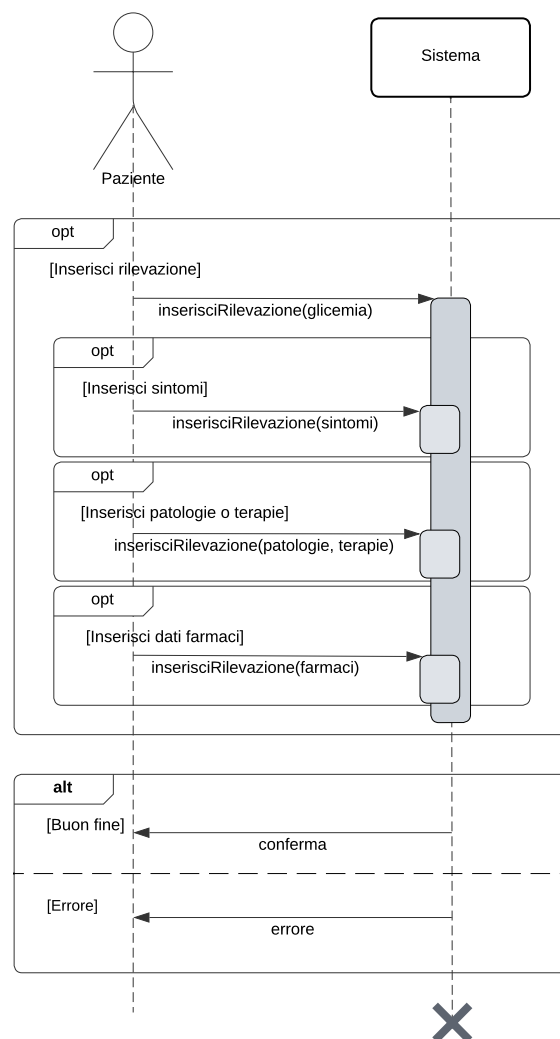 Sistema
Paziente
opt
[Inserisci rilevazione]
inserisciRilevazione(glicemia)
opt
[Inserisci sintomi]
inserisciRilevazione(sintomi)
opt
[Inserisci patologie o terapie]
inserisciRilevazione(patologie, terapie)
opt
[Inserisci dati farmaci]
inserisciRilevazione(farmaci)
alt
[Buon fine]
conferma
[Errore]
errore